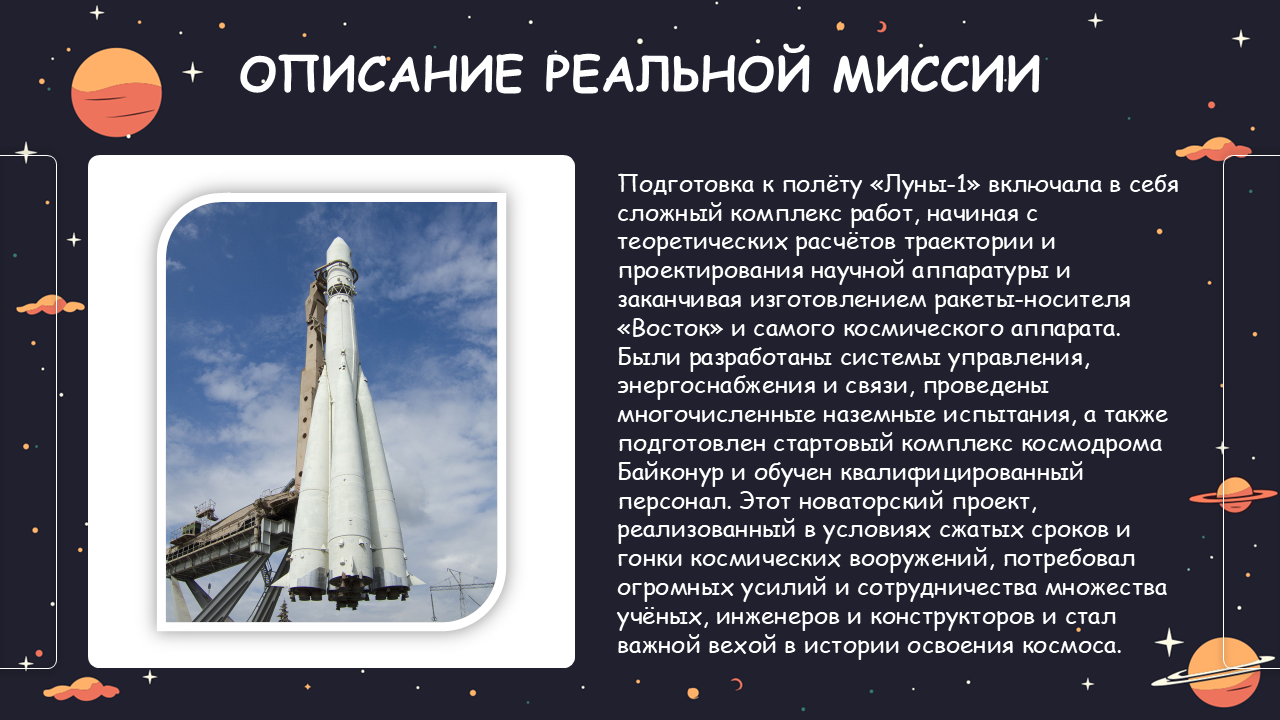 ОПИСАНИЕ РЕАЛЬНОЙ МИССИИ
Подготовка к полёту «Луны-1» включала в себя
сложный комплекс работ, начиная с
теоретических расчётов траектории и
проектирования научной аппаратуры и
заканчивая изготовлением ракеты-носителя
«Восток» и самого космического аппарата.
Были разработаны системы управления,
энергоснабжения и связи, проведены
многочисленные наземные испытания, а также
подготовлен стартовый комплекс космодрома
Байконур и обучен квалифицированный
персонал. Этот новаторский проект,
реализованный в условиях сжатых сроков и
гонки космических вооружений, потребовал
огромных усилий и сотрудничества множества
учёных, инженеров и конструкторов и стал
важной вехой в истории освоения космоса.